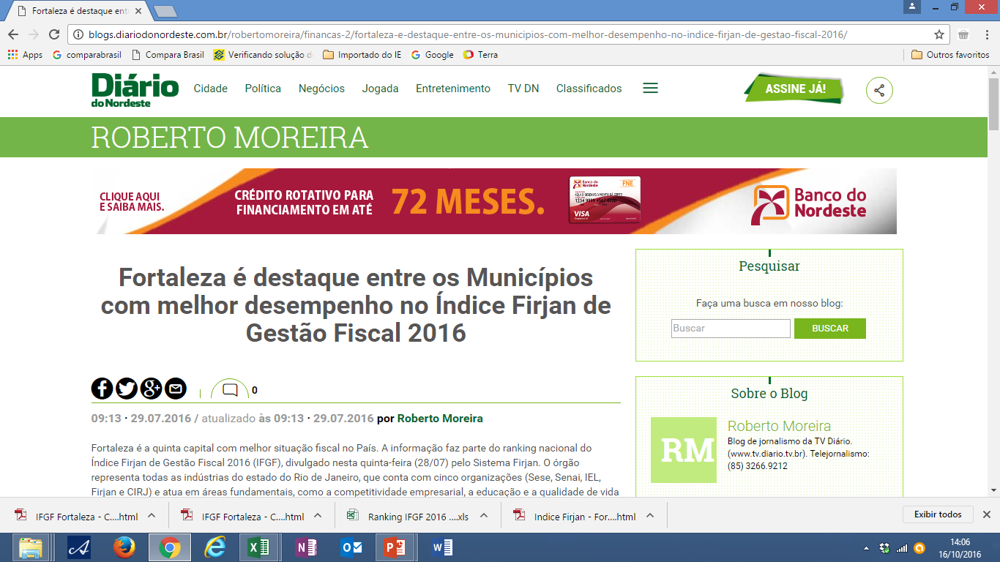 Fortaleza é destaque ent
blogs.diariodonordeste.com.br/robertomoreira/financas-2/fortaleza-e-destaque-entre-os-municipios-com-melhor-desempenho-no-indice-firjan-de-gestao-fiscal-2016/
Apps comparabrasil Compara Brasil Verificando solução d Importado do IE Google Terra Outros favoritos
Diário
do Nordeste
Cidade Política Negócios Jogada Entretenimento TV DN Classificados
ASSINE JÁ!
ROBERTO MOREIRA
CLIQUE AQUI
E SAIBA MAIS.
CRÉDITO ROTATIVO PARA
FINANCIAMENTO EM ATÉ
72 MESES.
Banco do
Nordeste
FNE
1234 9999 4567 0000
VISA
Banco do
Nordeste
Fortaleza é destaque entre os Municípios
com melhor desempenho no Índice Firjan de
Gestão Fiscal 2016
0
09:13 · 29.07.2016 / atualizado às 09:13 · 29.07.2016 por Roberto Moreira
Fortaleza é a quinta capital com melhor situação fiscal no País. A informação faz parte do ranking nacional do
Índice Firjan de Gestão Fiscal 2016 (IFGF), divulgado nesta quinta-feira (28/07) pelo Sistema Firjan. O órgão
representa todas as indústrias do estado do Rio de Janeiro, que conta com cinco organizações (Sese, Senai, IEL,
Firjan e CIRJ) e atua em áreas fundamentais, como a competitividade empresarial, a educação e a qualidade de vida
Pesquisar
Faça uma busca em nosso blog:
Buscar BUSCAR
Sobre o Blog
RM
Roberto Moreira
Blog de jornalismo da TV Diário.
(www.tv.diario.tv.br). Telejornalismo:
(85) 3266.9212
IFGF Fortaleza - C....html IFGF Fortaleza - C....html Ranking IFGF 2016 ....xls Indice Firjan - For....html Exibir todos
14:06
16/10/2016